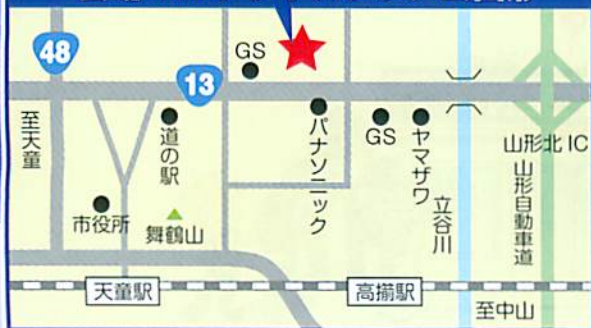 48
13
GS
至天童
道の駅
パナソニック
GS
ヤマザワ
山形北IC
山形自動車道
立谷川
市役所
舞鶴山
天童駅
高擶駅
至中山